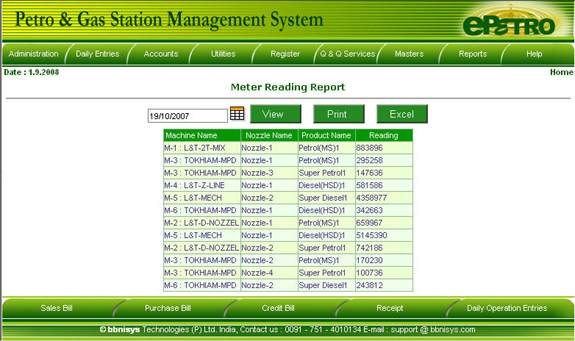 Petro & Gas Station Management System
ePETRO
Administration Daily Entries Accounts Utilities Register Q & Q Services Masters Reports Help
Date : 1.9.2008 Home
Meter Reading Report
19/10/2007 View Print Excel
Machine Name Nozzle Name Product Name Reading
M-1 : L&T-2T-MIX Nozzle-1 Petrol(MS)1 883896
M-3 : TOKHIAM-MPD Nozzle-1 Petrol(MS)1 295258
M-3 : TOKHIAM-MPD Nozzle-3 Super Petrol1 147636
M-4 : L&T-Z-LINE Nozzle-1 Diesel(HSD)1 581586
M-5 : L&T-MECH Nozzle-2 Super Diesel1 4358977
M-6 : TOKHIAM-MPD Nozzle-1 Diesel(HSD)1 342663
M-2 : L&T-D-NOZZEL Nozzle-1 Petrol(MS)1 659967
M-5 : L&T-MECH Nozzle-1 Diesel(HSD)1 5145390
M-2 : L&T-D-NOZZEL Nozzle-2 Super Petrol1 742186
M-3 : TOKHIAM-MPD Nozzle-2 Petrol(MS)1 170230
M-3 : TOKHIAM-MPD Nozzle-4 Super Petrol1 100736
M-6 : TOKHIAM-MPD Nozzle-2 Super Diesel1 243812
Sales Bill Purchase Bill Credit Bill Receipt Daily Operation Entries
© bbnisys Technologies (P) Ltd. India, Contact us : 0091 - 751 - 4010134 E-mail : support @ bbnisys.com